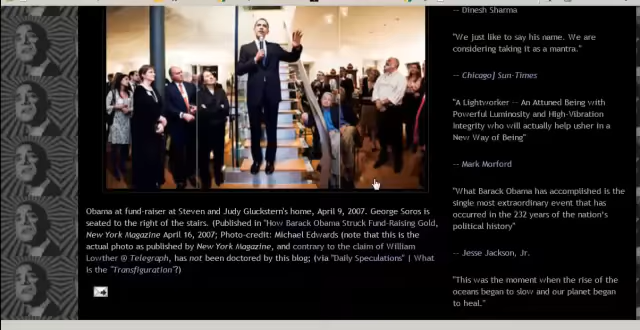 Obama at fund-raiser at Steven and Judy Gluckstern's home, April 9, 2007. George Soros is
seated to the right of the stairs. (Published in "How Barack Obama Struck Fund-Raising Gold,
New York Magazine April 16, 2007; Photo-credit: Michael Edwards (note that this is the
actual photo as published by New York Magazine, and contrary to the claim of William
Lowther @ Telegraph, has not been doctored by this blog; (via "Daily Speculations" | What
is the "Transfiguration"?)
-- Dinesh Sharma
"We just like to say his name. We are
considering taking it as a mantra."
-- Chicago] Sun-Times
"A Lightworker -- An Attuned Being with
Powerful Luminosity and High-Vibration
Integrity who will actually help usher in a
New Way of Being"
-- Mark Morford
"What Barack Obama has accomplished is the
single most extraordinary event that has
occurred in the 232 years of the nation's
political history"
-- Jesse Jackson, Jr.
"This was the moment when the rise of the
oceans began to slow and our planet began
to heal."